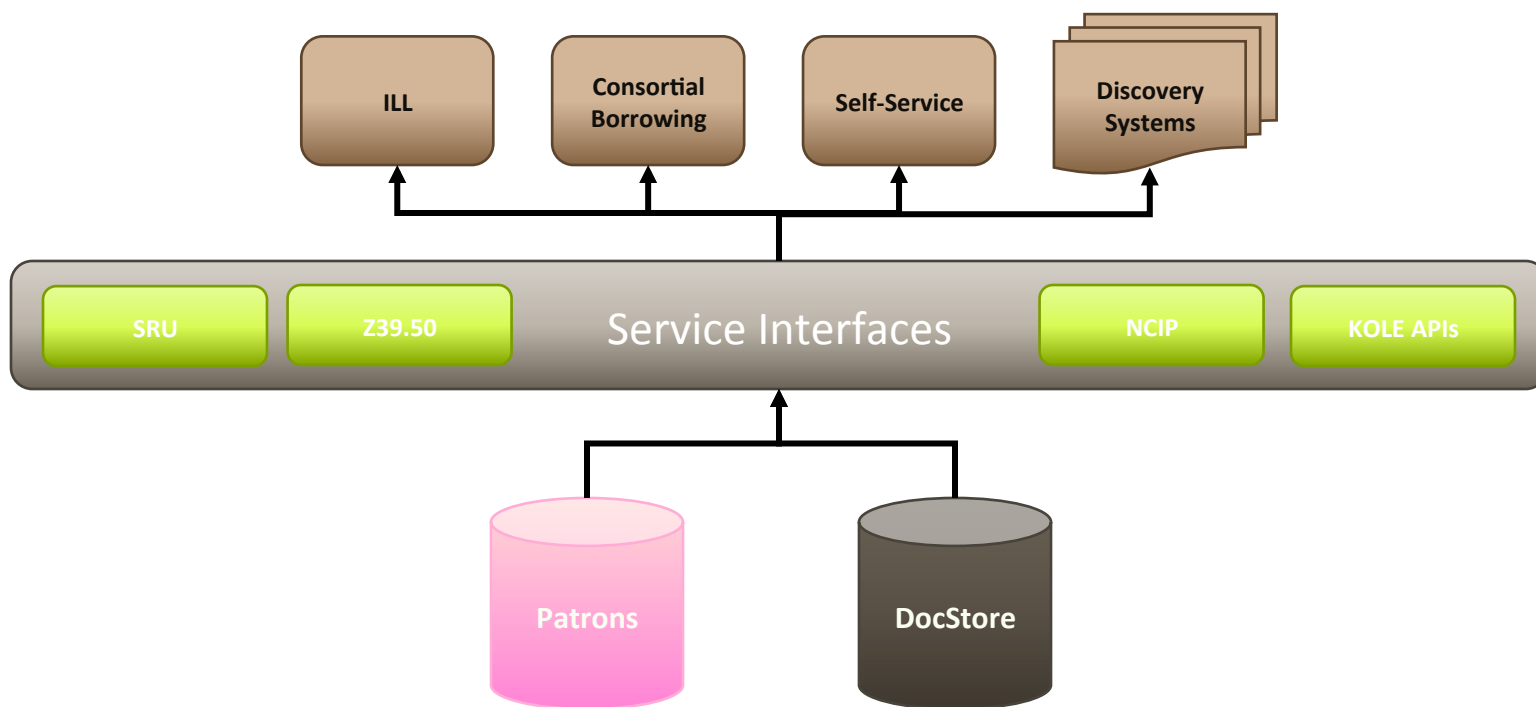 ILL
Consortial
Borrowing
Self-Service
Discovery
Systems
SRU
Z39.50
Service Interfaces
NCIP
KOLE APIs
Patrons
DocStore